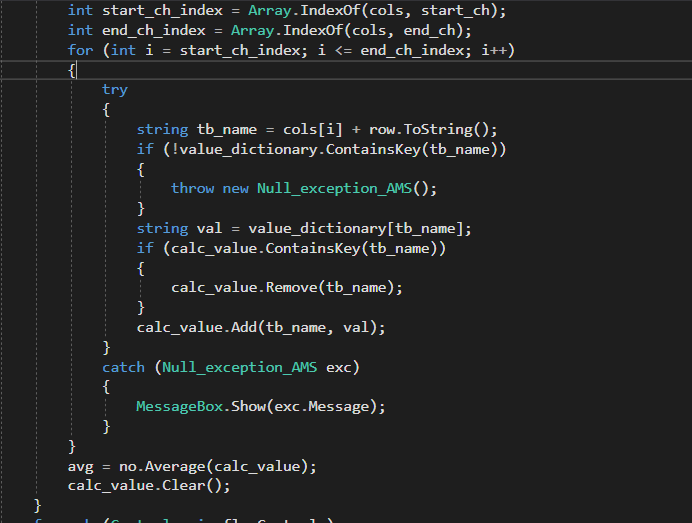 int start_ch_index = Array.IndexOf(cols, start_ch);
int end_ch_index = Array.IndexOf(cols, end_ch);
for (int i = start_ch_index; i <= end_ch_index; i++)
{
try
{
string tb_name = cols[i] + row.ToString();
if (!value_dictionary.ContainsKey(tb_name))
{
throw new Null_exception_AMS();
}
string val = value_dictionary[tb_name];
if (calc_value.ContainsKey(tb_name))
{
calc_value.Remove(tb_name);
}
calc_value.Add(tb_name, val);
}
catch (Null_exception_AMS exc)
{
MessageBox.Show(exc.Message);
}
}
avg = no.Average(calc_value);
calc_value.Clear();
}